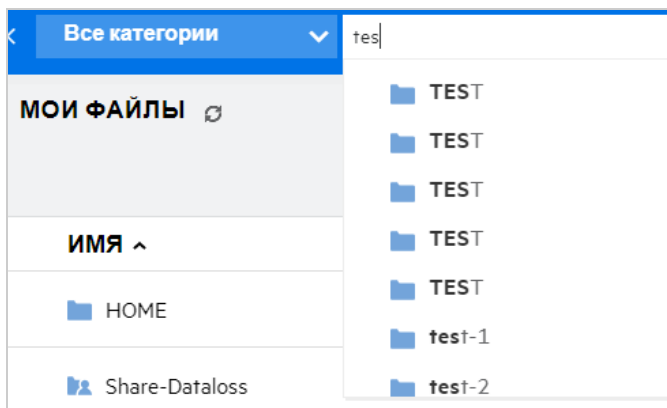 Все категории
tes
МОИ ФАЙЛЫ
ИМЯ
HOME
Share-Dataloss
TEST
TEST
TEST
TEST
TEST
test-1
test-2